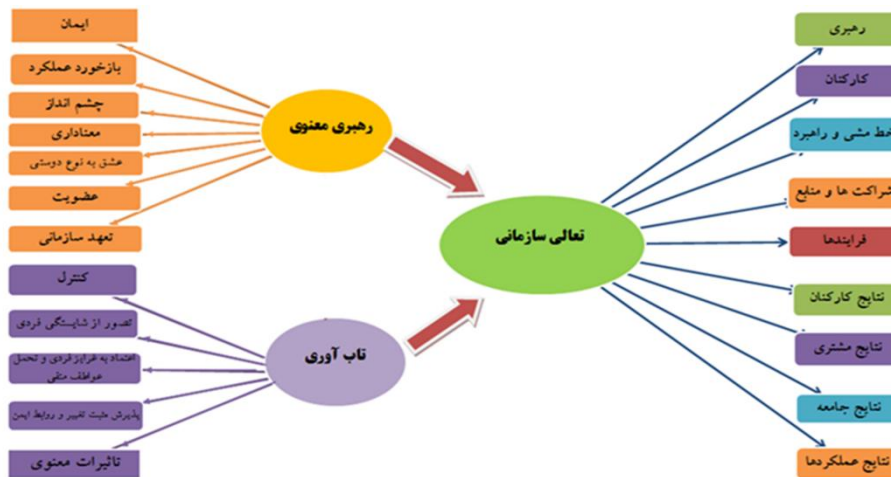 ایمان
بازخورد عملکرد
چشم انداز
معناداری
عشق به نوع دوستی
عضویت
تعهد سازمانی
رهبری معنوی
کنترل
تصور از شایستگی فردی
اعتماد به غرایز فردی و تحمل
عواطف منفی
پذیرش مثبت تغییر و روابط ایمن
تاثیرات معنوی
تاب آوری
تعالی سازمانی
رهبری
کارکنان
خط مشی و راهبرد
شراکت ها و منابع
فرایندها
نتایج کارکنان
نتایج مشتری
نتایج جامعه
نتایج عملکردها